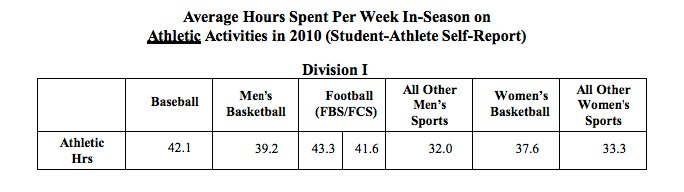 Average Hours Spent Per Week In-Season on
Athletic Activities in 2010 (Student-Athlete Self-Report)
Division I
Baseball
Men's
Basketball
Football
(FBS/FCS)
All Other
Men's
Sports
Women's
Basketball
All Other
Women's
Sports
Athletic
Hrs
42.1 39.2 43.3 41.6 32.0 37.6 33.3